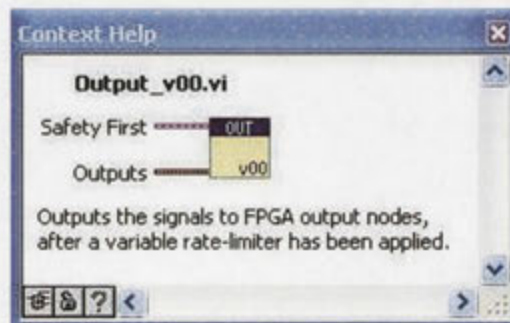 Context Help
Output_v00.vi
Safety First
OUT
Outputs
v00
Outputs the signals to FPGA output nodes,
after a variable rate-limiter has been applied.
?